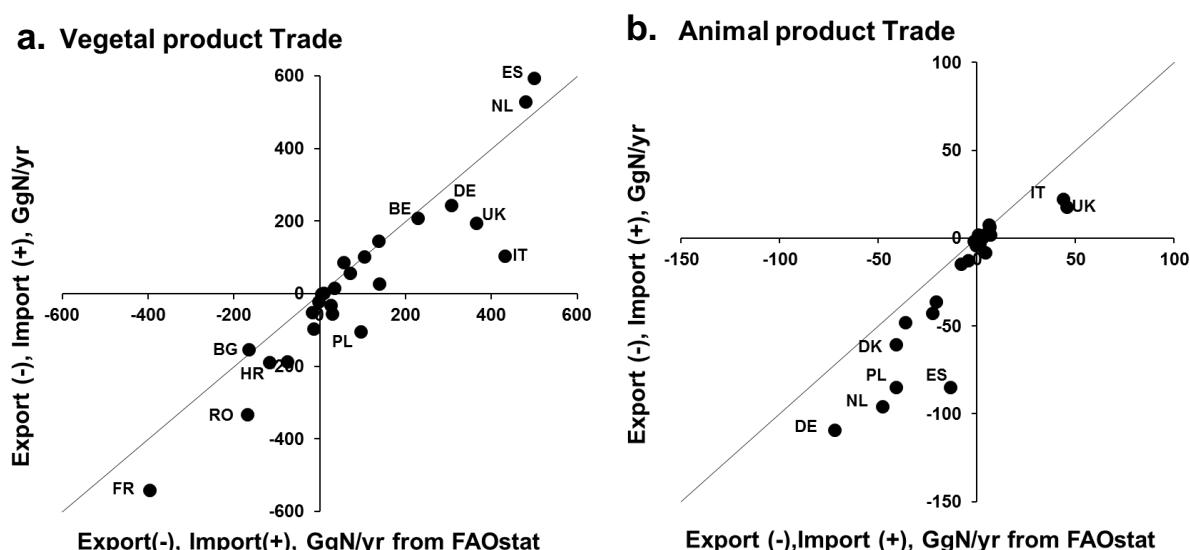 a. Vegetal product Trade
Export (-), Import (+), GgN/yr
600
400
200
0
-200
-400
-600
-600 -400 -200 0 200 400 600
ES
NL
DE
BE
UK
IT
PL
BG
HR
RO
FR
Export(-), Import(+), GgN/yr from FAOstat
b. Animal product Trade
Export (-), Import (+), GgN/yr
100
50
0
-50
-100
-150
-150 -100 -50 0 50 100
IT
UK
DK
PL
ES
NL
DE
Export (-),Import (+), GgN/yr from FAOstat